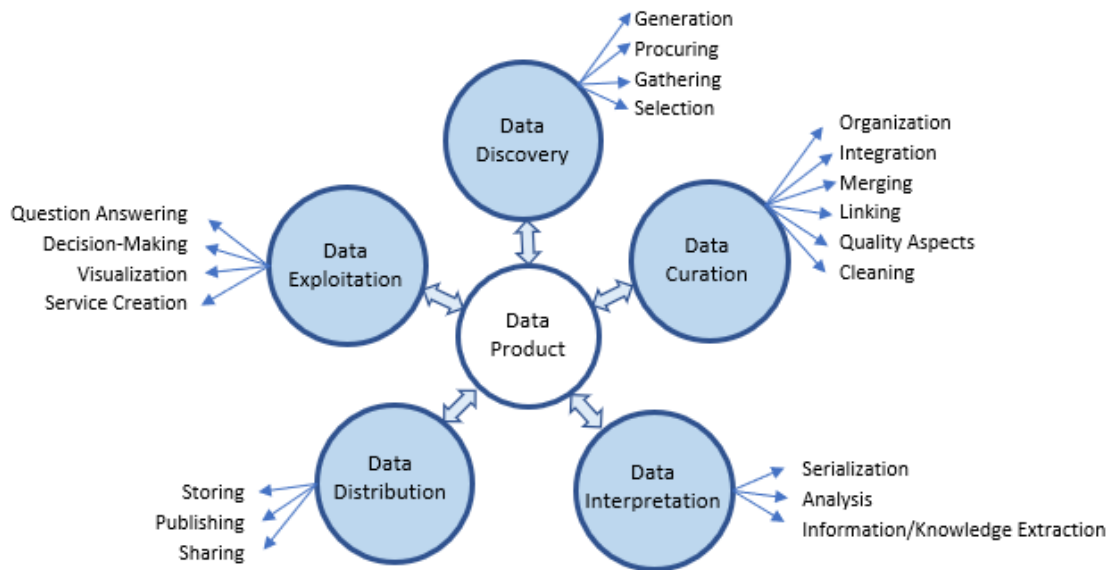 Generation
Procuring
Gathering
Selection
Data
Discovery
Organization
Integration
Merging
Linking
Quality Aspects
Cleaning
Data
Curation
Question Answering
Decision-Making
Visualization
Service Creation
Data
Exploitation
Data
Product
Data
Distribution
Storing
Publishing
Sharing
Data
Interpretation
Serialization
Analysis
Information/Knowledge Extraction